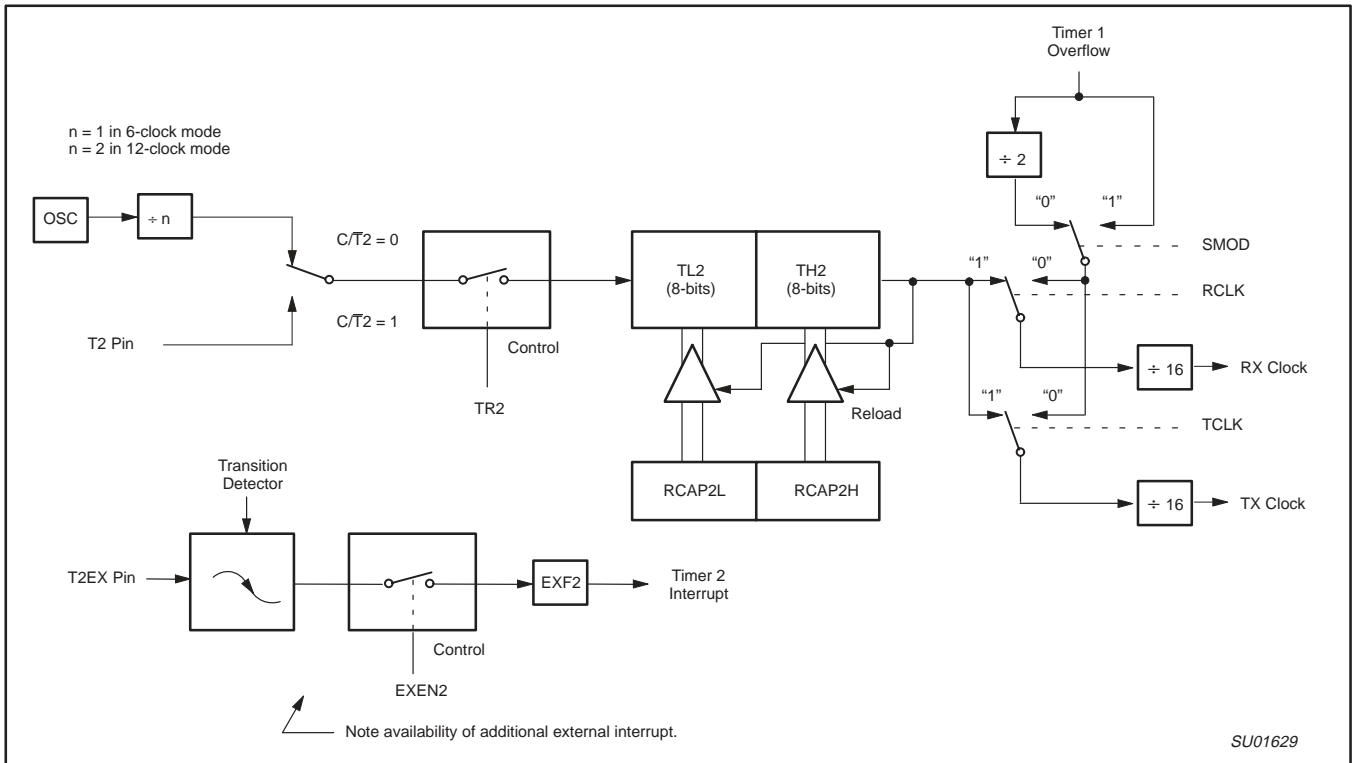 Timer 1
Overflow
n = 1 in 6-clock mode
n = 2 in 12-clock mode
÷ 2
“0”
“1”
OSC
÷ n
C/T̅2 = 0
TL2
(8-bits)
TH2
(8-bits)
SMOD
“1”
“0”
RCLK
C/T̅2 = 1
T2 Pin
Control
÷ 16
RX Clock
TR2
Reload
“1”
“0”
TCLK
Transition
Detector
RCAP2L
RCAP2H
÷ 16
TX Clock
T2EX Pin
EXF2
Timer 2
Interrupt
Control
EXEN2
Note availability of additional external interrupt.
SU01629